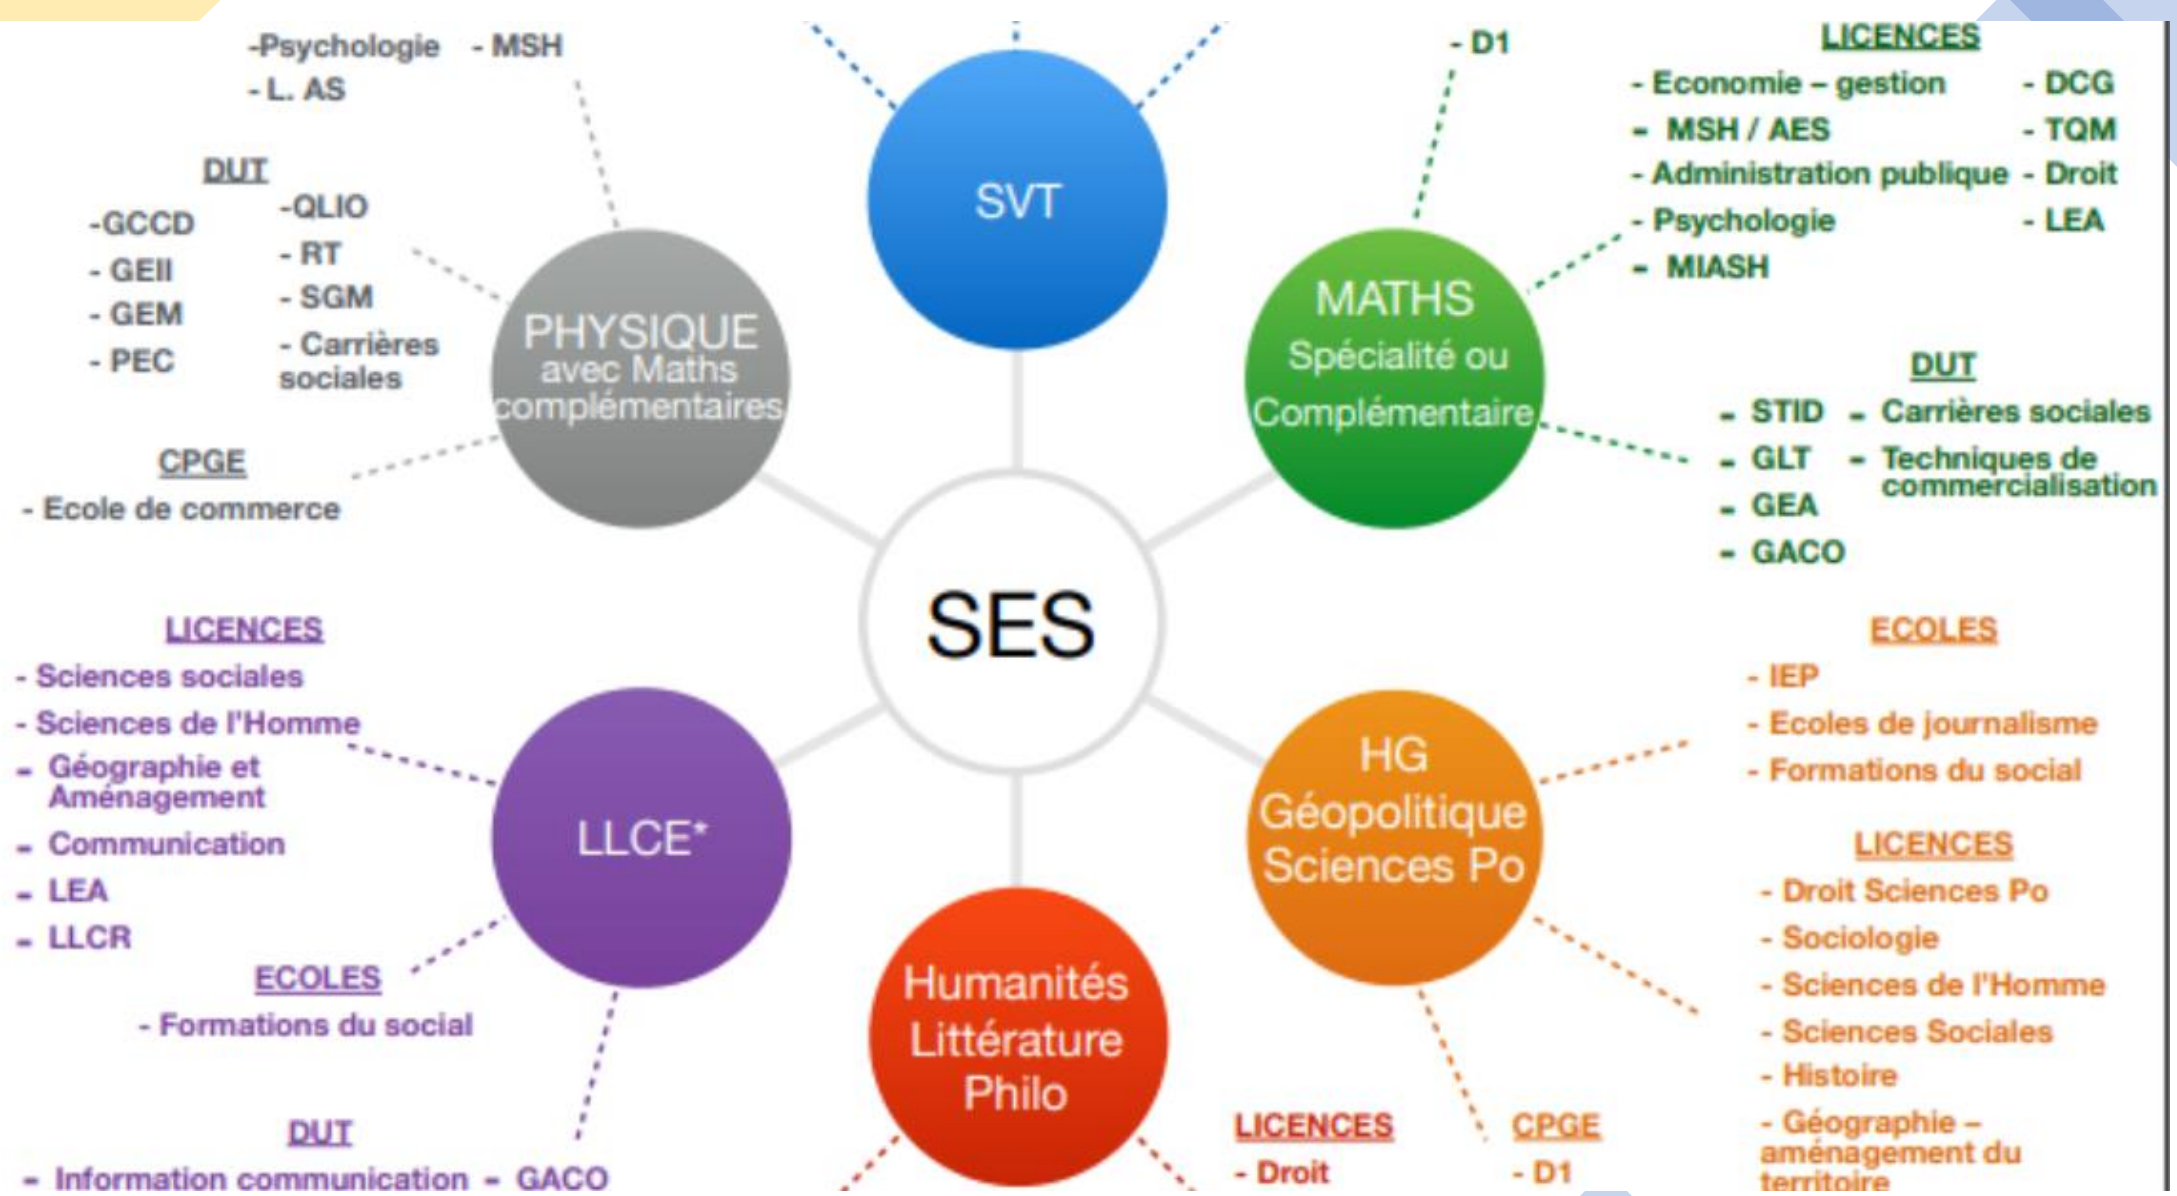 -Psychologie - MSH
- L. AS
DUT
-GCCD
- GEII
- GEM
- PEC
-QLIO
- RT
- SGM
- Carrières
sociales
CPGE
- Ecole de commerce
PHYSIQUE
avec Maths
complémentaires
SVT
- D1
MATHS
Spécialité ou
Complémentaire
LICENCES
- Economie – gestion - DCG
- MSH / AES - TQM
- Administration publique - Droit
- Psychologie - LEA
- MIASH
DUT
- STID - Carrières sociales
- GLT - Techniques de
commercialisation
- GEA
- GACO
SES
LICENCES
- Sciences sociales
- Sciences de l'Homme
- Géographie et
Aménagement
- Communication
- LEA
- LLCR
ECOLES
- Formations du social
DUT
- Information communication - GACO
LLCE*
Humanités
Littérature
Philo
LICENCES
- Droit
HG
Géopolitique
Sciences Po
CPGE
- D1
ECOLES
- IEP
- Ecoles de journalisme
- Formations du social
LICENCES
- Droit Sciences Po
- Sociologie
- Sciences de l'Homme
- Sciences Sociales
- Histoire
- Géographie –
aménagement du
territoire